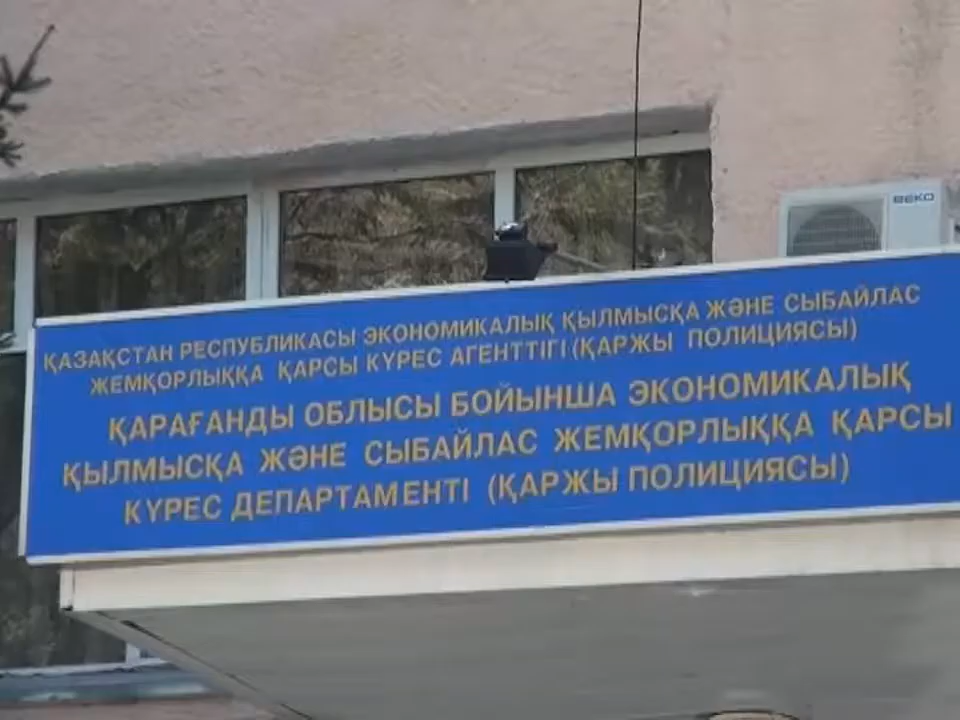 BEKO
ҚАЗАҚСТАН РЕСПУБЛИКАСЫ ЭКОНОМИКАЛЫҚ ҚЫЛМЫСҚА ЖӘНЕ СЫБАЙЛАС
ЖЕМҚОРЛЫҚҚА ҚАРСЫ КҮРЕС АГЕНТТІГІ (ҚАРЖЫ ПОЛИЦИЯСЫ)
ҚАРАҒАНДЫ ОБЛЫСЫ БОЙЫНША ЭКОНОМИКАЛЫҚ
ҚЫЛМЫСҚА ЖӘНЕ СЫБАЙЛАС ЖЕМҚОРЛЫҚҚА ҚАРСЫ
КҮРЕС ДЕПАРТАМЕНТІ (ҚАРЖЫ ПОЛИЦИЯСЫ)